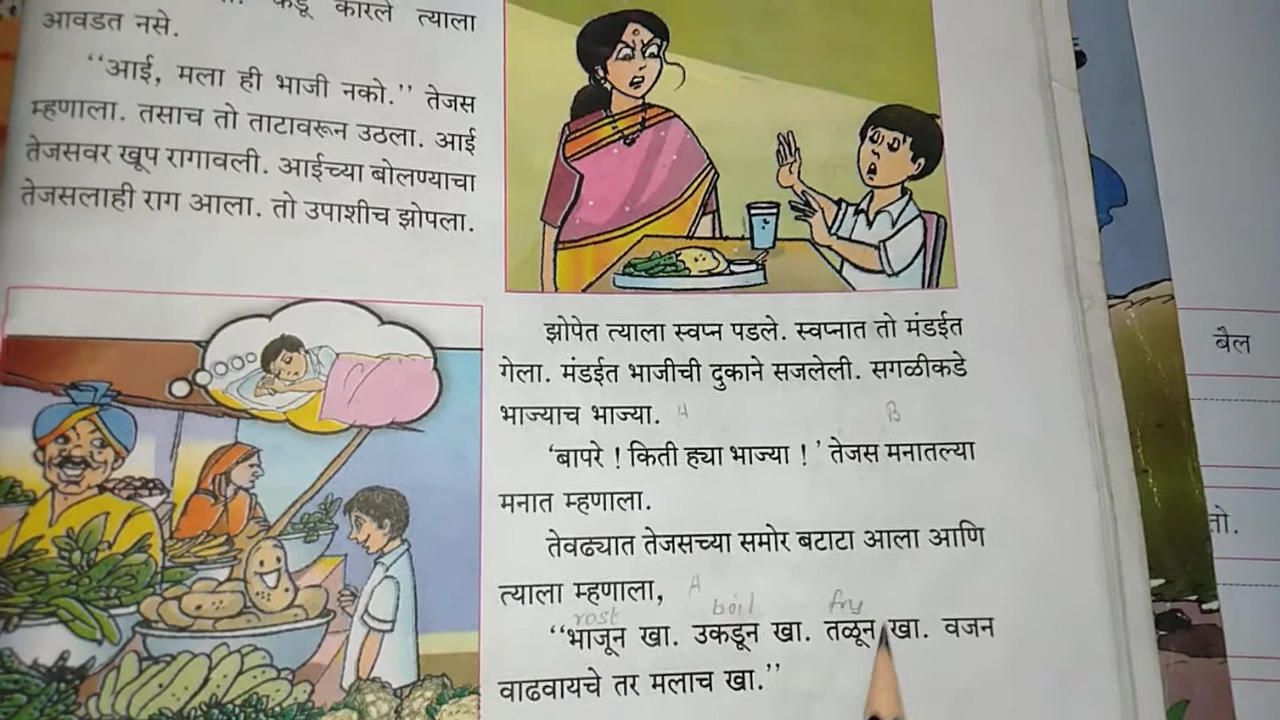 कडू कारले त्याला
आवडत नसे.
“आई, मला ही भाजी नको.” तेजस
म्हणाला. तसाच तो ताटावरून उठला. आई
तेजसवर खूप रागावली. आईच्या बोलण्याचा
तेजसलाही राग आला. तो उपाशीच झोपला.
झोपेत त्याला स्वप्न पडले. स्वप्नात तो मंडईत
गेला. मंडईत भाजीची दुकाने सजलेली. सगळीकडे
भाज्याच भाज्या.
A B
‘बापरे ! किती ह्या भाज्या ! ’ तेजस मनातल्या
मनात म्हणाला.
तेवढ्यात तेजसच्या समोर बटाटा आला आणि
त्याला म्हणाला, A
rost boil fry
“भाजून खा. उकडून खा. तळून खा. वजन
वाढवायचे तर मलाच खा.”
बैल
तो.